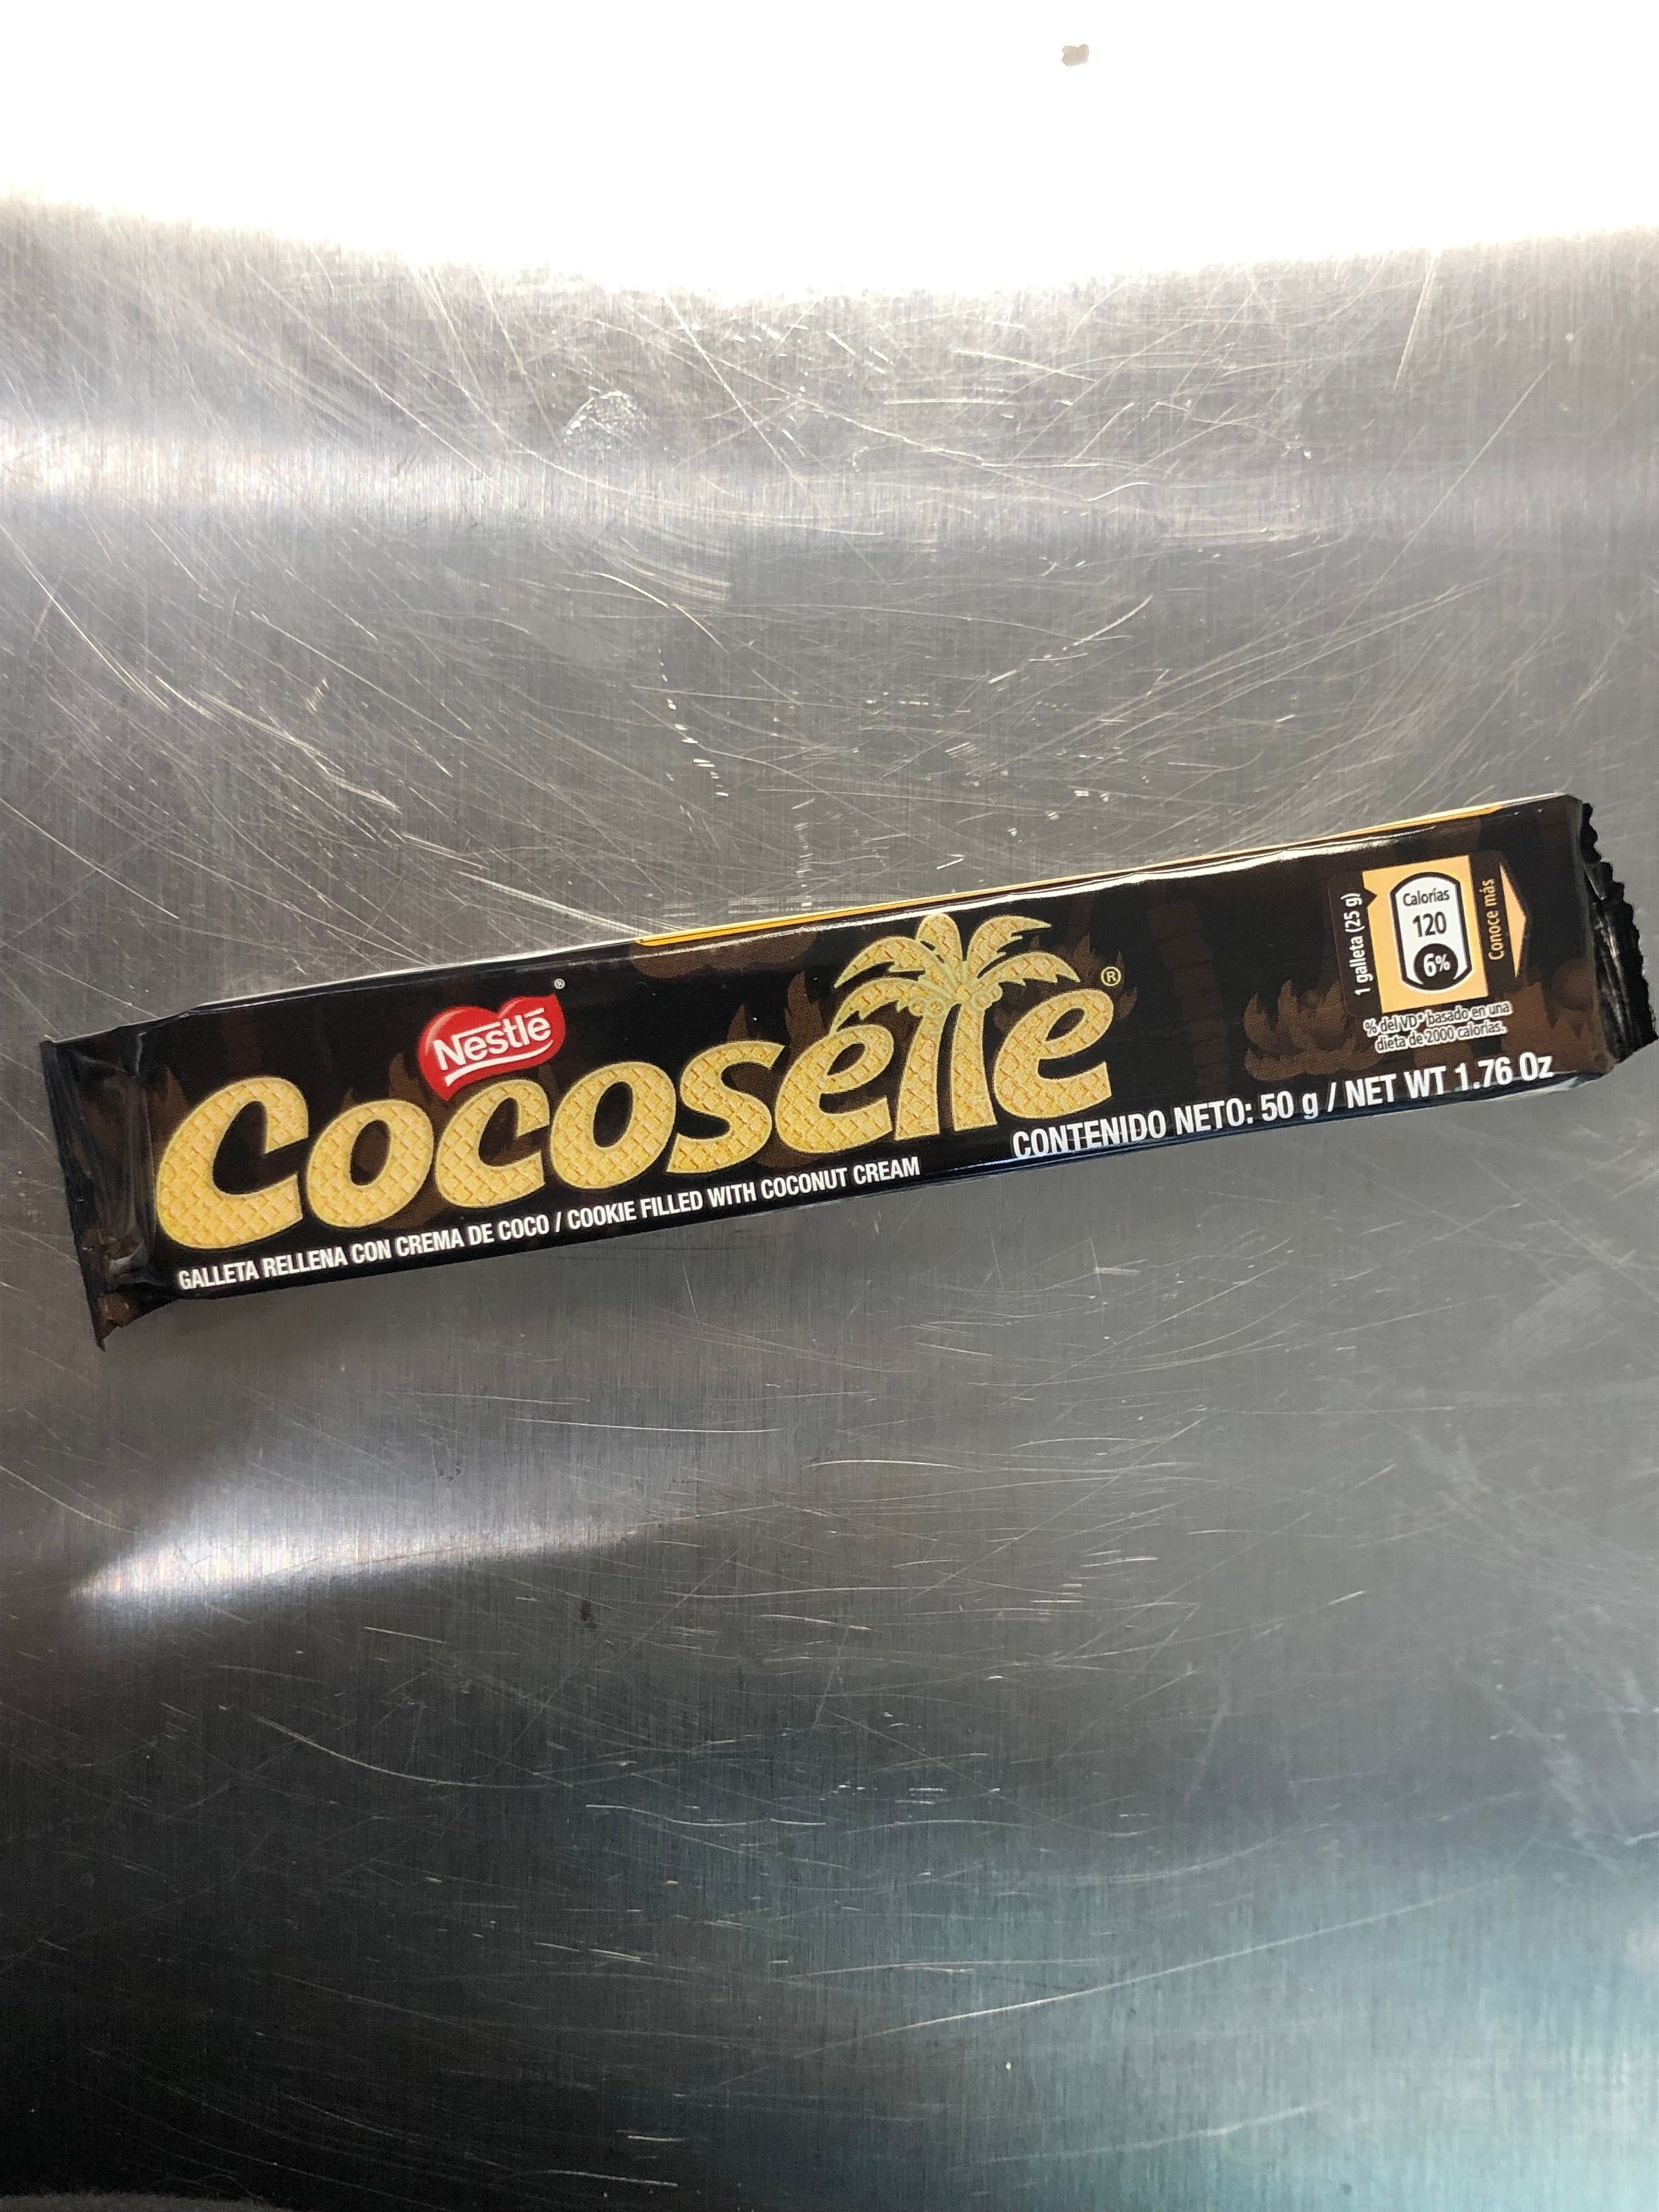 Nestlé®
Cocosette®
GALLETA RELLENA CON CREMA DE COCO / COOKIE FILLED WITH COCONUT CREAM
1 galleta (25 g)
Calorías
120
6%
Conoce más
% del VD* basado en una
dieta de 2000 calorías.
CONTENIDO NETO: 50 g / NET WT 1.76 Oz